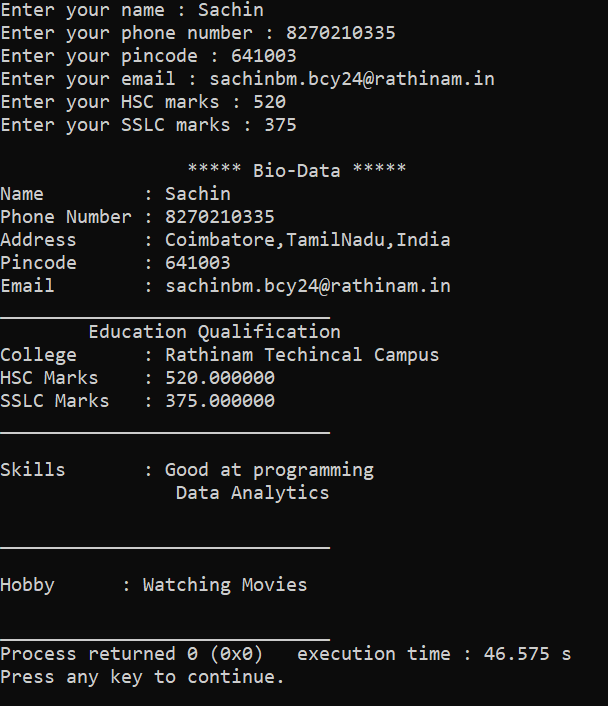 Enter your name : Sachin
Enter your phone number : 8270210335
Enter your pincode : 641003
Enter your email : sachinbm.bcy24@rathinam.in
Enter your HSC marks : 520
Enter your SSLC marks : 375
***** Bio-Data *****
Name         : Sachin
Phone Number : 8270210335
Address      : Coimbatore,TamilNadu,India
Pincode      : 641003
Email        : sachinbm.bcy24@rathinam.in
______________________________
Education Qualification
College      : Rathinam Techincal Campus
HSC Marks    : 520.000000
SSLC Marks   : 375.000000
______________________________
Skills       : Good at programming
Data Analytics
______________________________
Hobby      : Watching Movies
______________________________
Process returned 0 (0x0)   execution time : 46.575 s
Press any key to continue.